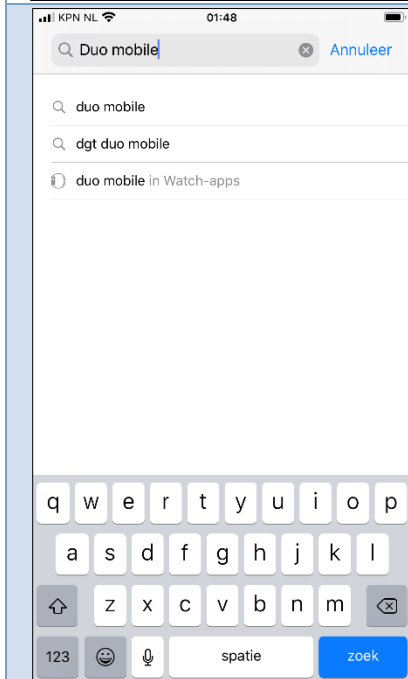 KPN NL 01:48
Duo mobile Annuleer
duo mobile
dgt duo mobile
duo mobile in Watch-apps
q w e r t y u i o p
a s d f g h j k l
z x c v b n m
123 spatie zoek